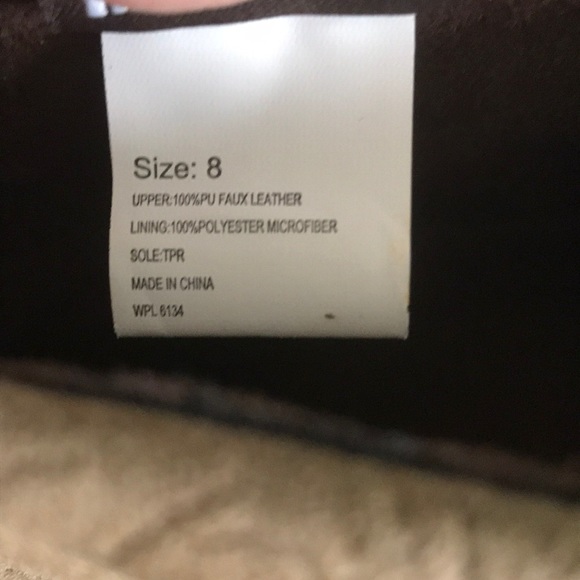 Size: 8
UPPER:100%PU FAUX LEATHER
LINING:100%POLYESTER MICROFIBER
SOLE:TPR
MADE IN CHINA
WPL 6134